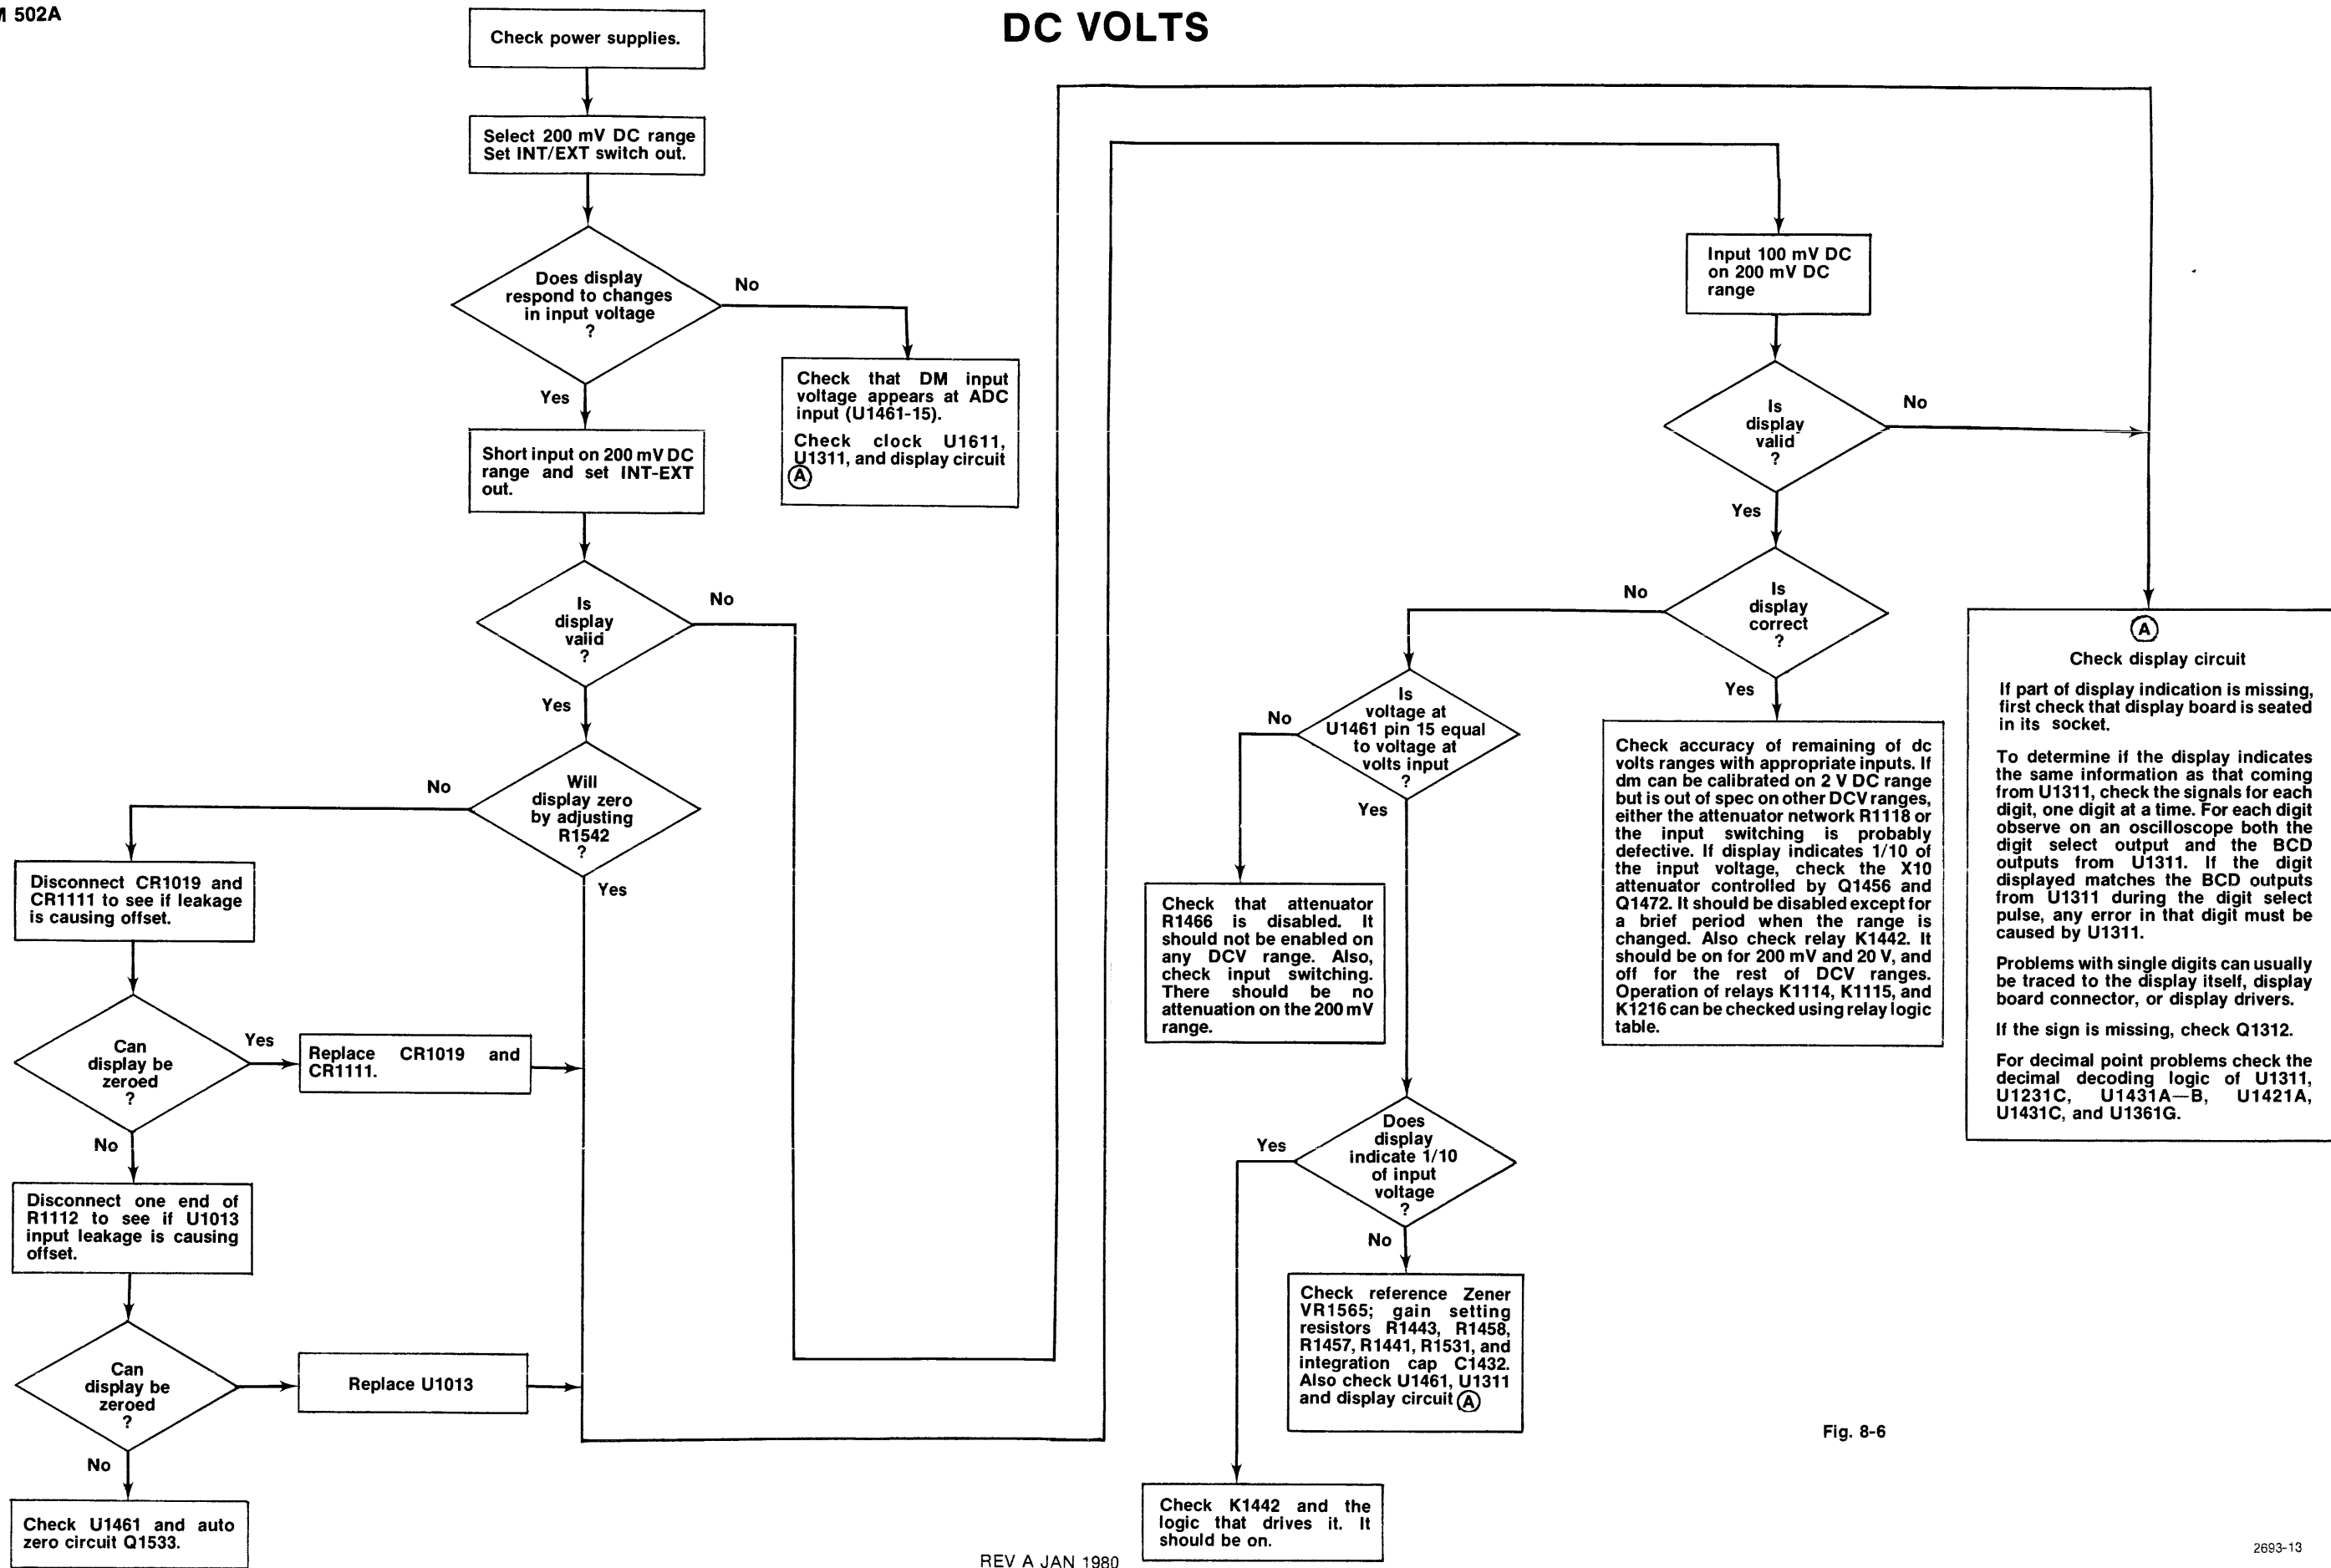 M 502A
DC VOLTS
Check power supplies.
Select 200 mV DC range
Set INT/EXT switch out.
Does display
respond to changes
in input voltage
?
No
Yes
Check that DM input
voltage appears at ADC
input (U1461-15).
Check clock U1611,
U1311, and display circuit
A
Short input on 200 mV DC
range and set INT-EXT
out.
Is
display
valid
?
No
Yes
Will
display zero
by adjusting
R1542
?
No
Yes
Disconnect CR1019 and
CR1111 to see if leakage
is causing offset.
Can
display be
zeroed
?
Yes
Replace CR1019 and
CR1111.
No
Disconnect one end of
R1112 to see if U1013
input leakage is causing
offset.
Can
display be
zeroed
?
Replace U1013
No
Check U1461 and auto
zero circuit Q1533.
Input 100 mV DC
on 200 mV DC
range
Is
display
valid
?
No
Yes
Is
display
correct
?
No
Yes
Is
voltage at
U1461 pin 15 equal
to voltage at
volts input
?
No
Yes
Check that attenuator
R1466 is disabled. It
should not be enabled on
any DCV range. Also,
check input switching.
There should be no
attenuation on the 200 mV
range.
Check accuracy of remaining of dc
volts ranges with appropriate inputs. If
dm can be calibrated on 2 V DC range
but is out of spec on other DCV ranges,
either the attenuator network R1118 or
the input switching is probably
defective. If display indicates 1/10 of
the input voltage, check the X10
attenuator controlled by Q1456 and
Q1472. It should be disabled except for
a brief period when the range is
changed. Also check relay K1442. It
should be on for 200 mV and 20 V, and
off for the rest of DCV ranges.
Operation of relays K1114, K1115, and
K1216 can be checked using relay logic
table.
Does
display
indicate 1/10
of input
voltage
?
Yes
No
Check reference Zener
VR1565; gain setting
resistors R1443, R1458,
R1457, R1441, R1531, and
integration cap C1432.
Also check U1461, U1311
and display circuit A
Check K1442 and the
logic that drives it. It
should be on.
A
Check display circuit
If part of display indication is missing,
first check that display board is seated
in its socket.
To determine if the display indicates
the same information as that coming
from U1311, check the signals for each
digit, one digit at a time. For each digit
observe on an oscilloscope both the
digit select output and the BCD
outputs from U1311. If the digit
displayed matches the BCD outputs
from U1311 during the digit select
pulse, any error in that digit must be
caused by U1311.
Problems with single digits can usually
be traced to the display itself, display
board connector, or display drivers.
If the sign is missing, check Q1312.
For decimal point problems check the
decimal decoding logic of U1311,
U1231C, U1431A—B, U1421A,
U1431C, and U1361G.
Fig. 8-6
REV A JAN 1980
2693-13